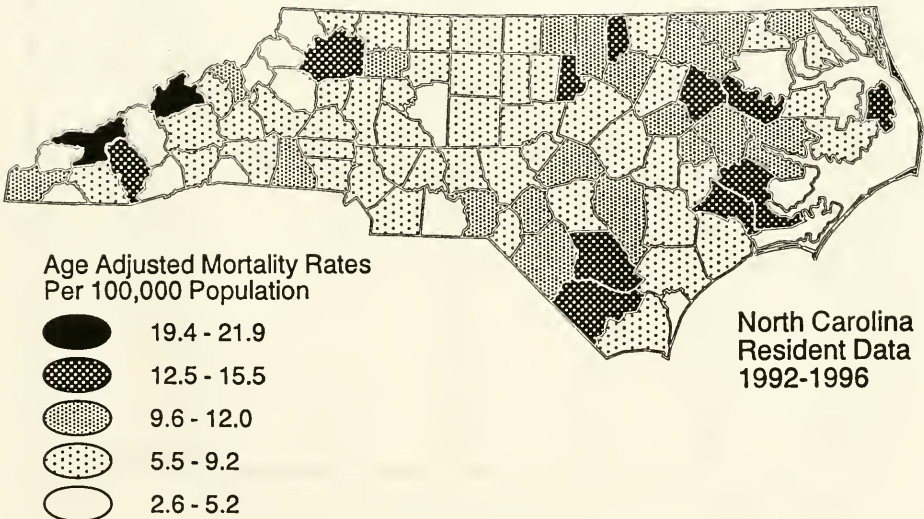 Age Adjusted Mortality Rates
Per 100,000 Population
19.4 - 21.9
12.5 - 15.5
9.6 - 12.0
5.5 - 9.2
2.6 - 5.2
North Carolina
Resident Data
1992-1996